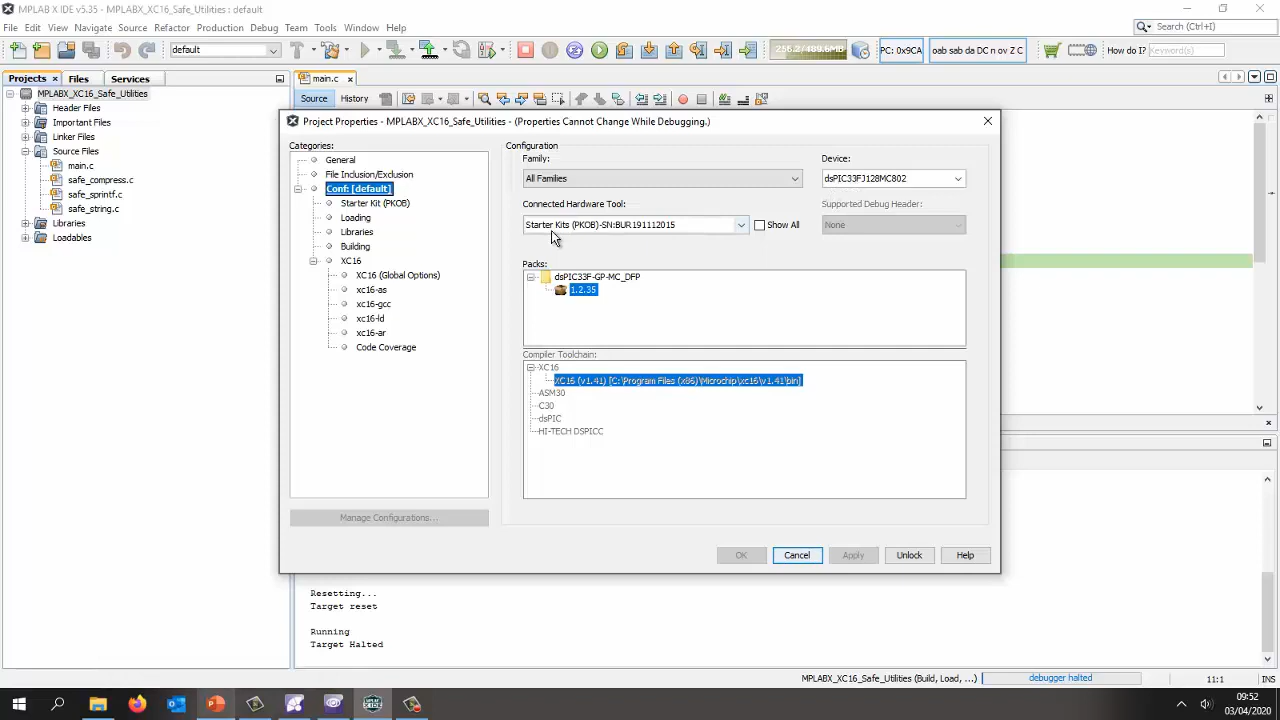 MPLAB X IDE v5.35 - MPLABX_XC16_Safe_Utilities : default
File Edit View Navigate Source Refactor Production Debug Team Tools Window Help
Search (Ctrl+I)
default
PC: 0x9CA
oab sab da DC n ov Z C
How do I?
Keyword(s)
Projects
Files
Services
main.c
MPLABX_XC16_Safe_Utilities
Source
History
Header Files
Important Files
Linker Files
Source Files
main.c
safe_compress.c
safe_sprintf.c
safe_string.c
Libraries
Loadables
Project Properties - MPLABX_XC16_Safe_Utilities - (Properties Cannot Change While Debugging.)
Categories:
General
File Inclusion/Exclusion
Conf: [default]
Starter Kit (PKOB)
Loading
Libraries
Building
XC16
XC16 (Global Options)
xc16-as
xc16-gcc
xc16-ld
xc16-ar
Code Coverage
Manage Configurations...
Configuration
Family:
All Families
Device:
dsPIC33FJ128MC802
Connected Hardware Tool:
Starter Kits (PKOB)-SN:BUR191112015
Show All
Supported Debug Header:
None
Packs:
dsPIC33F-GP-MC_DFP
1.2.35
Compiler Toolchain:
XC16
XC16 (v1.41) [C:\Program Files (x86)\Microchip\xc16\v1.41\bin]
ASM30
C30
dsPIC
HI-TECH DSPICC
OK
Cancel
Apply
Unlock
Help
Resetting...
Target reset
Running
Target Halted
MPLABX_XC16_Safe_Utilities (Build, Load, ...)
debugger halted
11:1
INS
09:52
03/04/2020